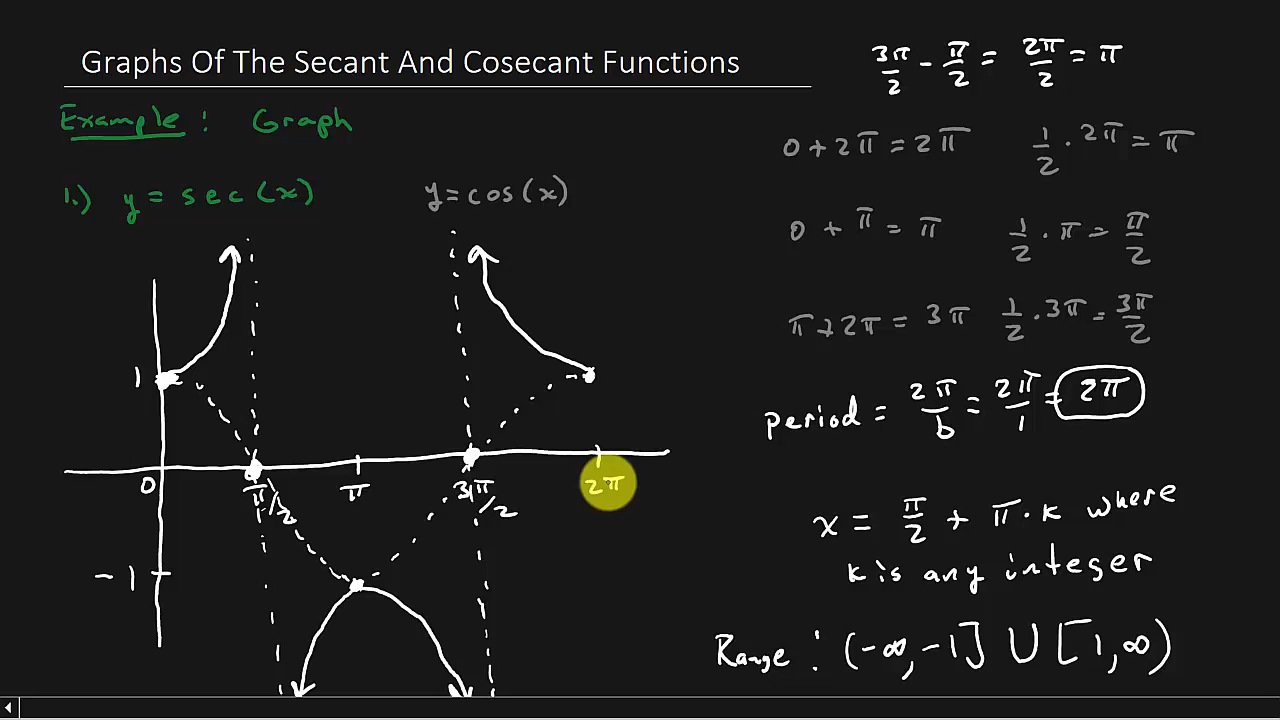 Graphs Of The Secant And Cosecant Functions
Example: Graph
1.) y = sec(x)
y = cos(x)
1
0
π/2
π
3π/2
2π
-1
3π/2 - π/2 = 2π/2 = π
0 + 2π = 2π
1/2 · 2π = π
0 + π = π
1/2 · π = π/2
π + 2π = 3π
1/2 · 3π = 3π/2
period = 2π/b = 2π/1 = 2π
x = π/2 + π·k where
k is any integer
Range: (-∞,-1] ∪ [1,∞)